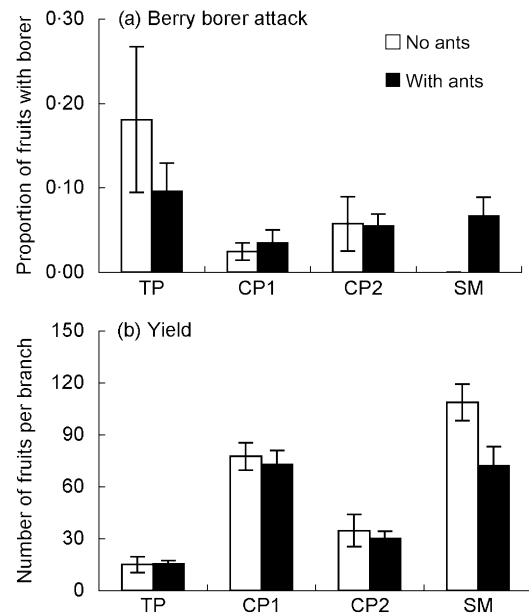 (a) Berry borer attack
No ants
With ants
Proportion of fruits with borer
0·30
0·20
0·10
0·00
TP CP1 CP2 SM
(b) Yield
Number of fruits per branch
150
120
90
60
30
0
TP CP1 CP2 SM